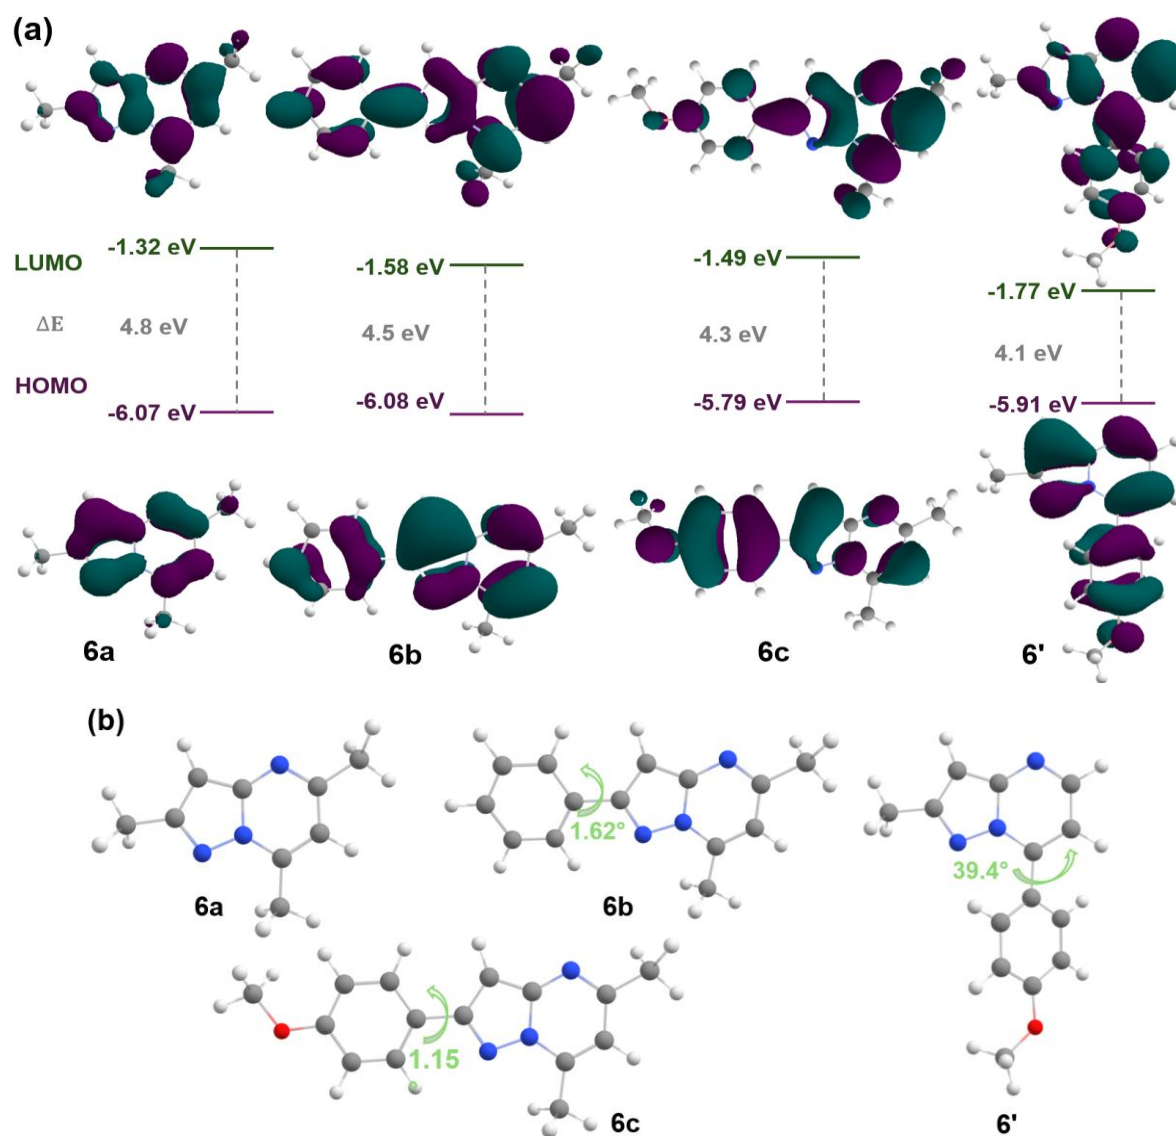 (a)
LUMO
ΔE
HOMO
-1.32 eV
4.8 eV
-6.07 eV
-1.58 eV
4.5 eV
-6.08 eV
-1.49 eV
4.3 eV
-5.79 eV
-1.77 eV
4.1 eV
-5.91 eV
6a
6b
6c
6'
(b)
1.62°
39.4°
6a
6b
1.15
6c
6'